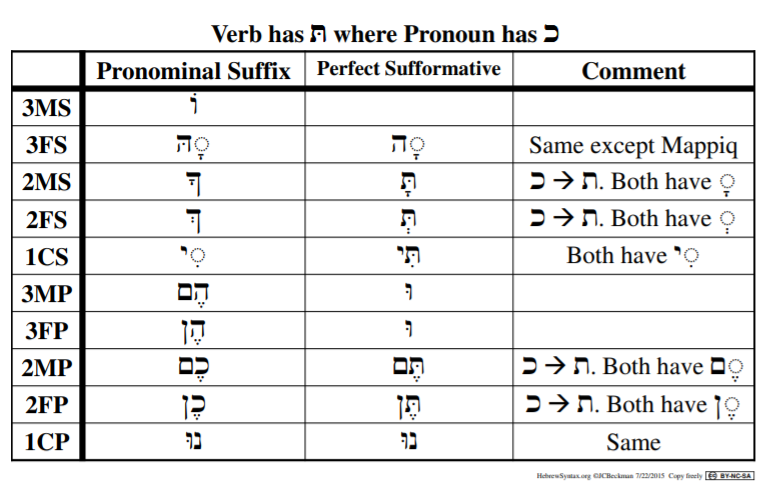 Verb has תּ where Pronoun has כ
Pronominal Suffix Perfect Sufformative Comment
3MS וֹ
3FS ◌ָהּ ◌ָה Same except Mappiq
2MS ךָ תָּ כ → ת. Both have ◌ָ
2FS ךְ תְּ כ → ת. Both have ◌ְ
1CS ◌ִי תִּי Both have ◌ִי
3MP הֶם וּ
3FP הֶן וּ
2MP כֶם תֶּם כ → ת. Both have ◌ֶם
2FP כֶן תֶּן כ → ת. Both have ◌ֶן
1CP נוּ נוּ Same
HebrewSyntax.org ©JCBeckman 7/22/2015 Copy freely CC BY-NC-SA